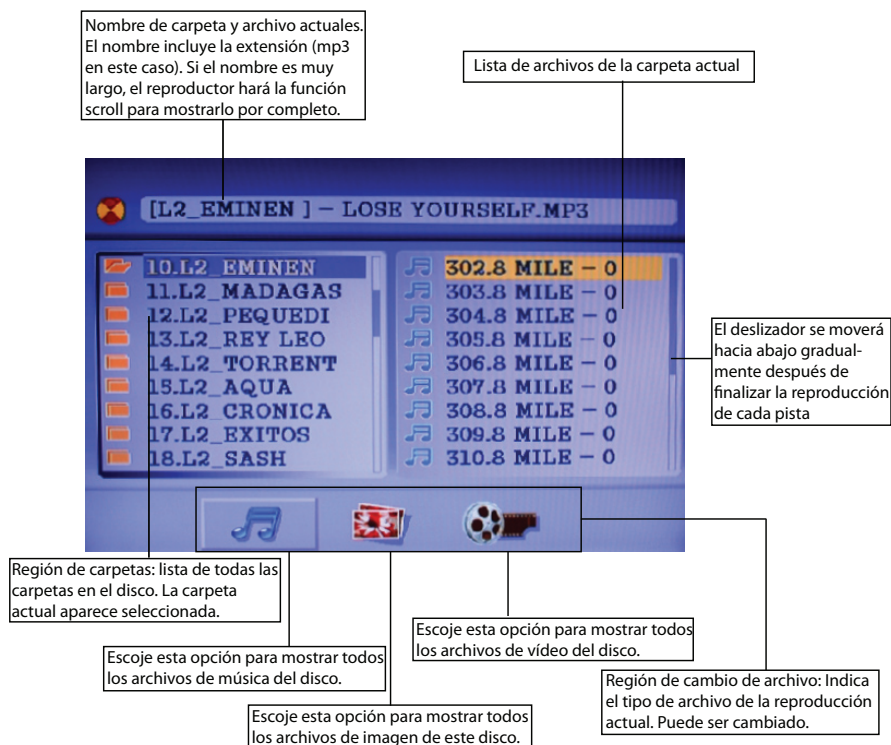 Nombre de carpeta y archivo actuales.
El nombre incluye la extensión (mp3
en este caso). Si el nombre es muy
largo, el reproductor hará la función
scroll para mostrarlo por completo.
Lista de archivos de la carpeta actual
[L2_EMINEN ] – LOSE YOURSELF.MP3
10.L2_EMINEN
11.L2_MADAGAS
12.L2_PEQUEDI
13.L2_REY LEO
14.L2_TORRENT
15.L2_AQUA
16.L2_CRONICA
17.L2_EXITOS
18.L2_SASH
302.8 MILE – 0
303.8 MILE – 0
304.8 MILE – 0
305.8 MILE – 0
306.8 MILE – 0
307.8 MILE – 0
308.8 MILE – 0
309.8 MILE – 0
310.8 MILE – 0
El deslizador se moverá
hacia abajo gradual-
mente después de
finalizar la reproducción
de cada pista
Región de carpetas: lista de todas las
carpetas en el disco. La carpeta
actual aparece seleccionada.
Escoje esta opción para mostrar todos
los archivos de música del disco.
Escoje esta opción para mostrar todos
los archivos de imagen de este disco.
Escoje esta opción para mostrar todos
los archivos de vídeo del disco.
Región de cambio de archivo: Indica
el tipo de archivo de la reproducción
actual. Puede ser cambiado.